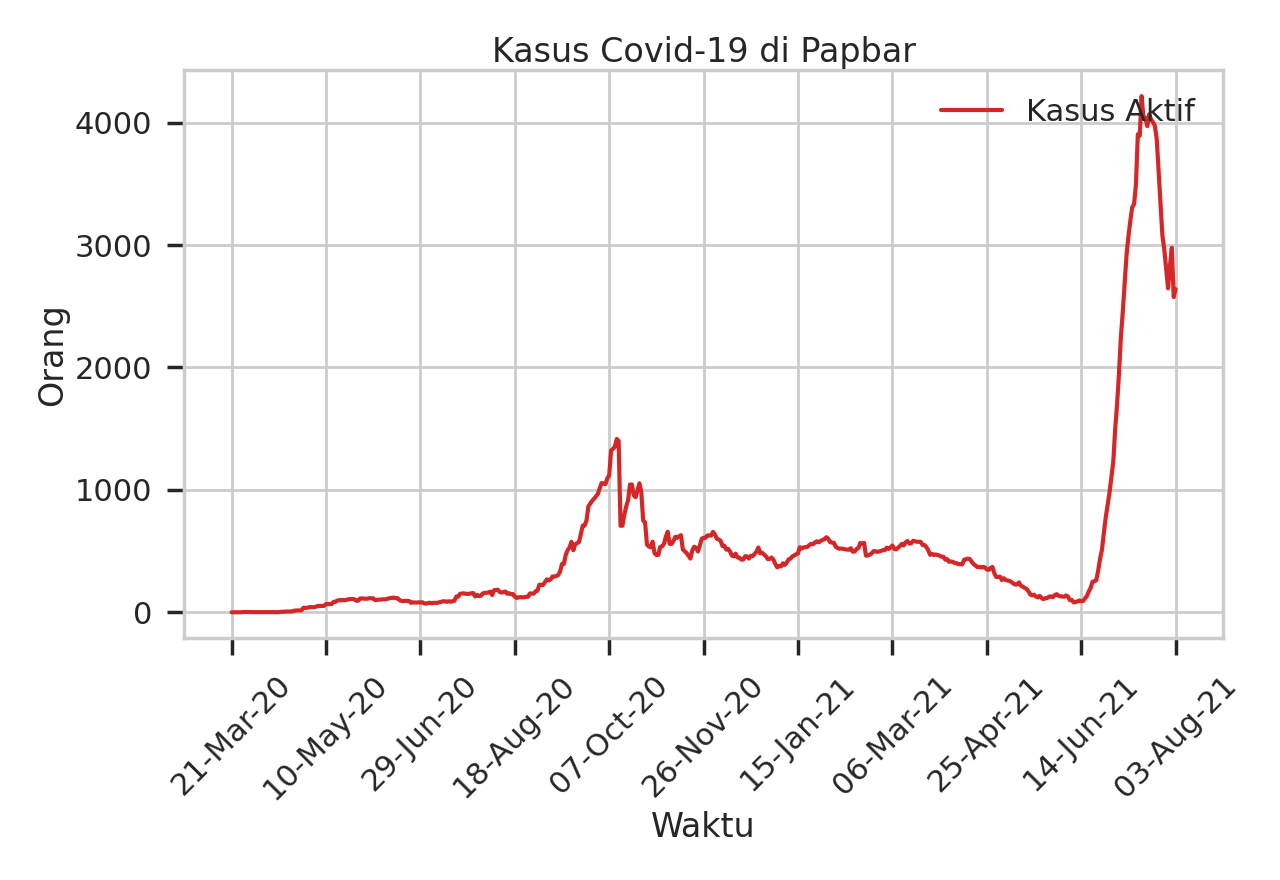 Kasus Covid-19 di Papbar
Kasus Aktif
Orang
4000
3000
2000
1000
0
21-Mar-20
10-May-20
29-Jun-20
18-Aug-20
07-Oct-20
26-Nov-20
15-Jan-21
06-Mar-21
25-Apr-21
14-Jun-21
03-Aug-21
Waktu